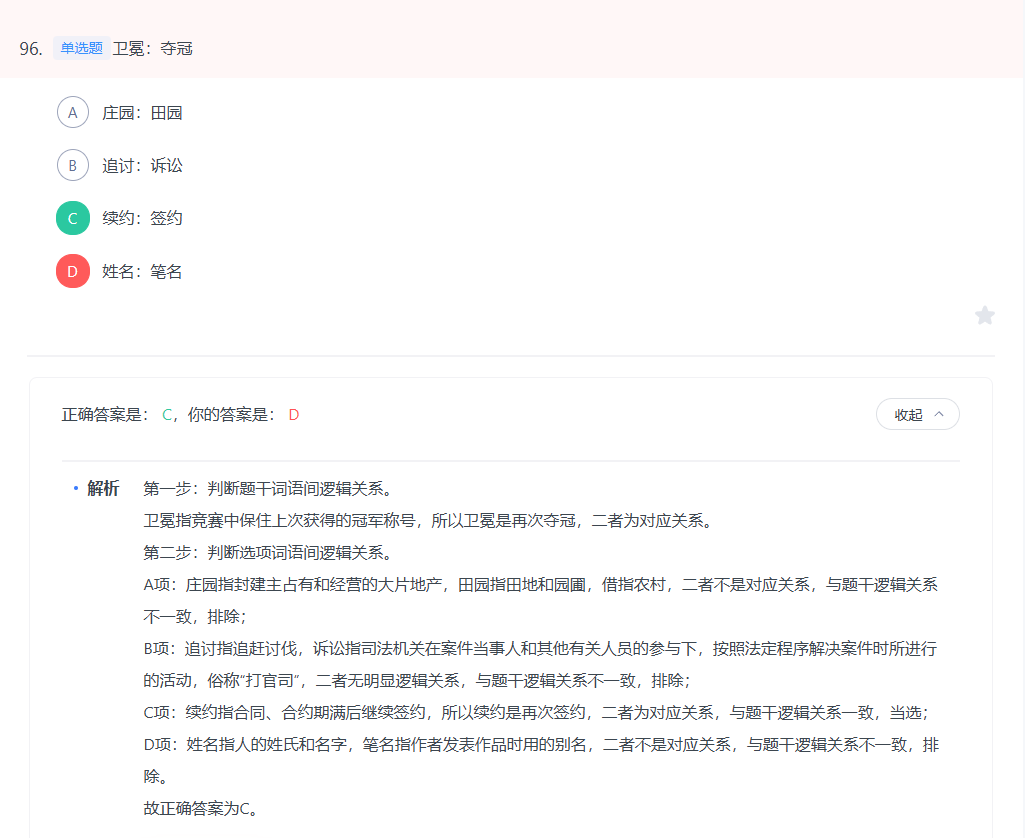 96. 单选题 卫冕：夺冠
A 庄园：田园
B 追讨：诉讼
C 续约：签约
D 姓名：笔名
正确答案是： C，你的答案是： D
收起
解析 第一步：判断题干词语间逻辑关系。
卫冕指竞赛中保住上次获得的冠军称号，所以卫冕是再次夺冠，二者为对应关系。
第二步：判断选项词语间逻辑关系。
A项：庄园指封建主占有和经营的大片地产，田园指田地和园圃，借指农村，二者不是对应关系，与题干逻辑关系
不一致，排除；
B项：追讨指追赶讨伐，诉讼指司法机关在案件当事人和其他有关人员的参与下，按照法定程序解决案件时所进行
的活动，俗称“打官司”，二者无明显逻辑关系，与题干逻辑关系不一致，排除；
C项：续约指合同、合约期满后继续签约，所以续约是再次签约，二者为对应关系，与题干逻辑关系一致，当选；
D项：姓名指人的姓氏和名字，笔名指作者发表作品时用的别名，二者不是对应关系，与题干逻辑关系不一致，排
除。
故正确答案为C。